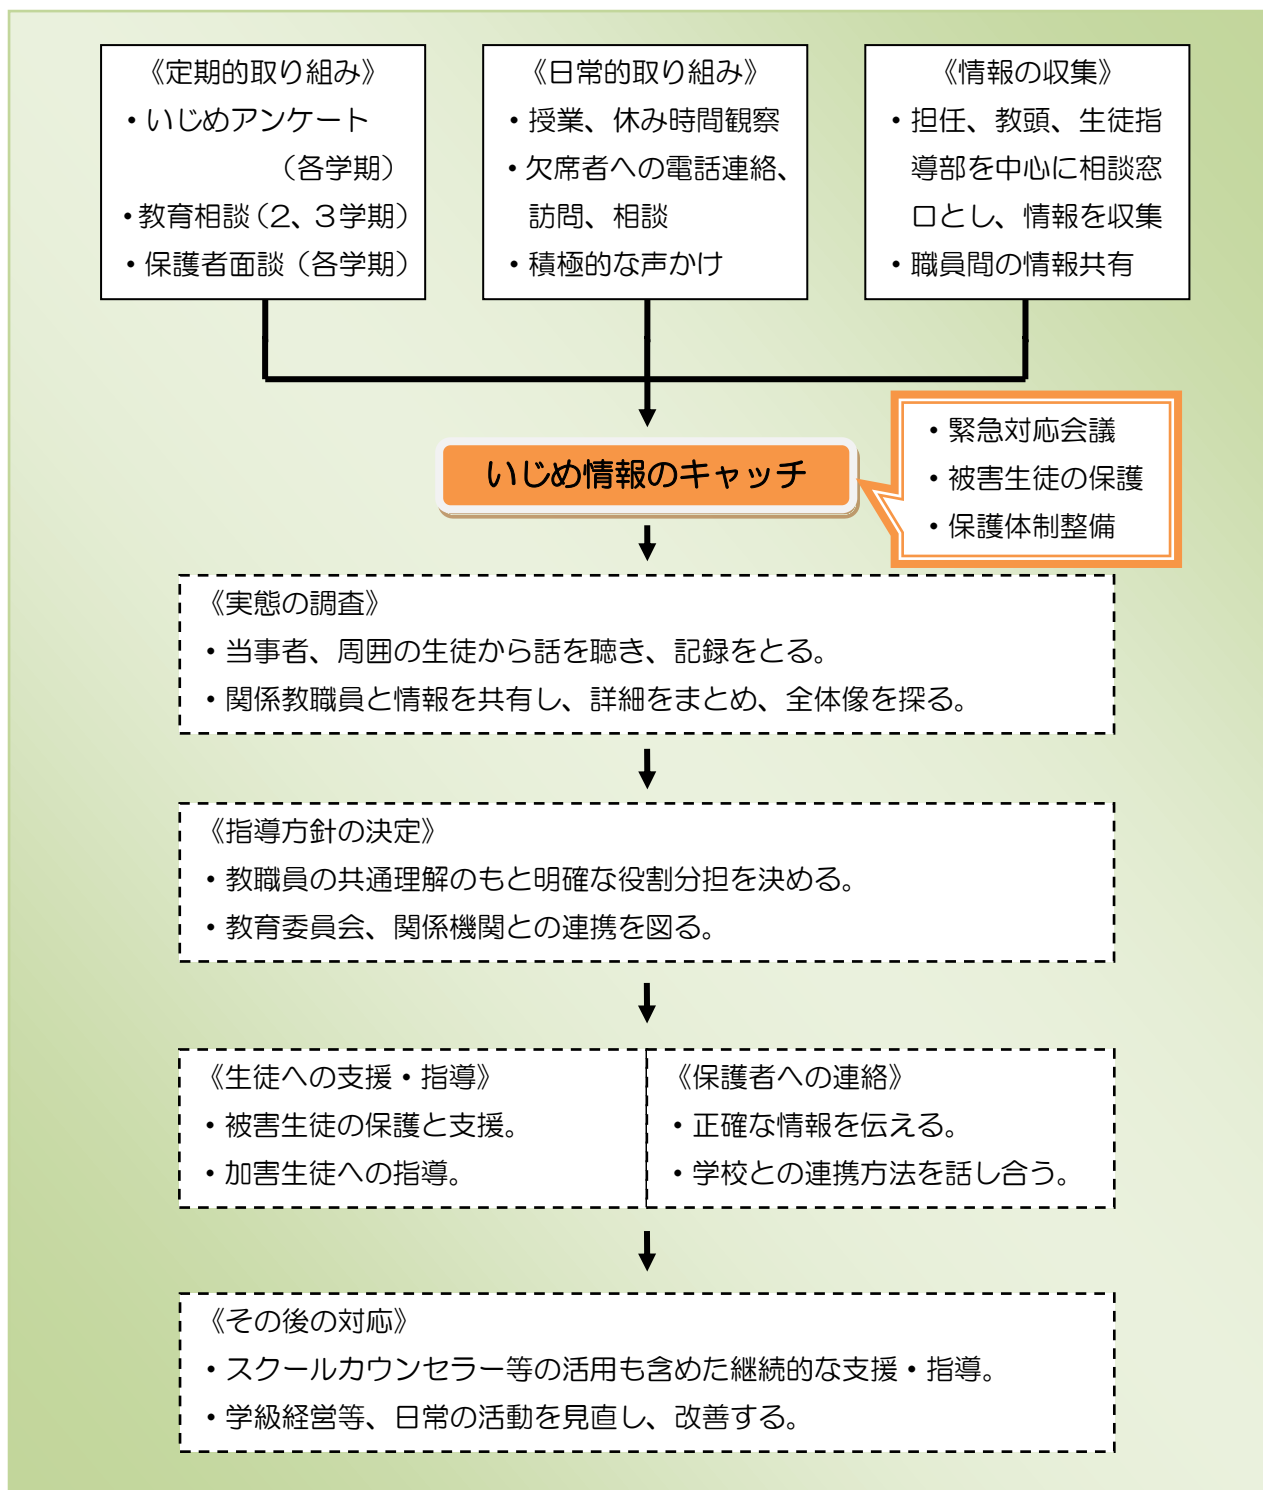 《定期的取り組み》
・いじめアンケート
（各学期）
・教育相談（2、3学期）
・保護者面談（各学期）
《日常的取り組み》
・授業、休み時間観察
・欠席者への電話連絡、
訪問、相談
・積極的な声かけ
《情報の収集》
・担任、教頭、生徒指
導部を中心に相談窓
口とし、情報を収集
・職員間の情報共有
いじめ情報のキャッチ
・緊急対応会議
・被害生徒の保護
・保護体制整備
《実態の調査》
・当事者、周囲の生徒から話を聴き、記録をとる。
・関係教職員と情報を共有し、詳細をまとめ、全体像を探る。
《指導方針の決定》
・教職員の共通理解のもと明確な役割分担を決める。
・教育委員会、関係機関との連携を図る。
《生徒への支援・指導》
・被害生徒の保護と支援。
・加害生徒への指導。
《保護者への連絡》
・正確な情報を伝える。
・学校との連携方法を話し合う。
《その後の対応》
・スクールカウンセラー等の活用も含めた継続的な支援・指導。
・学級経営等、日常の活動を見直し、改善する。